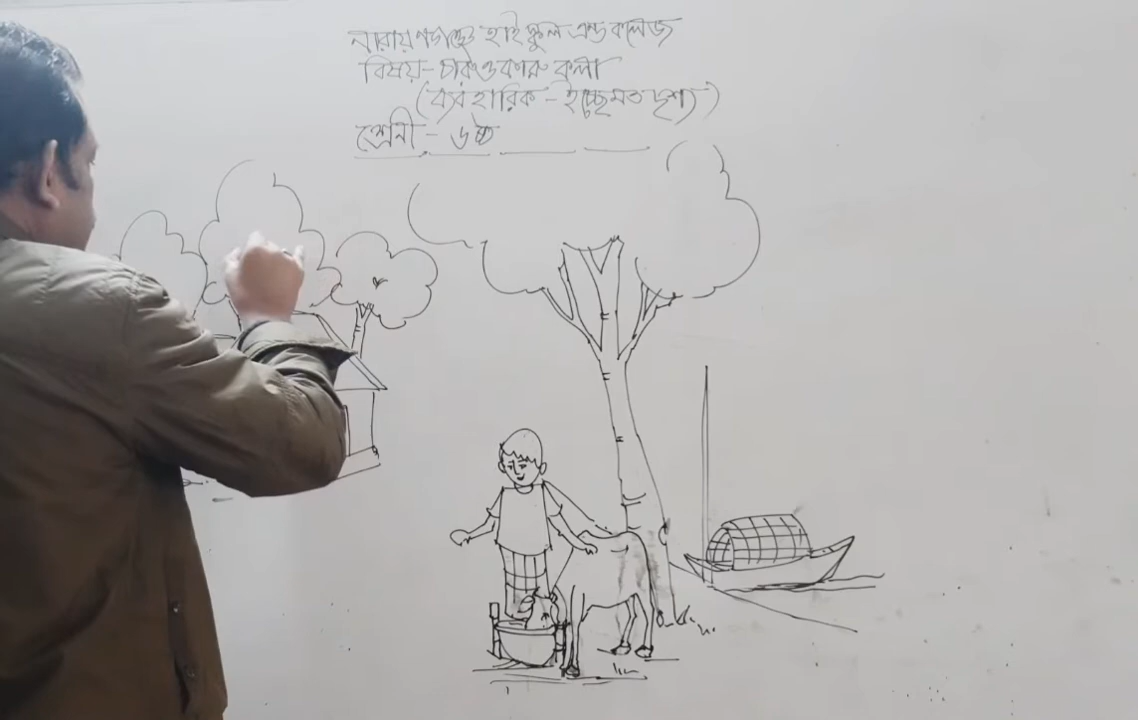 নারায়ণগঞ্জ হাই স্কুল এন্ড কলেজ
বিষয় - চারু ও কারু কলা
(ব্যবহারিক - ইচ্ছেমত দৃশ্য)
শ্রেনী - ৬ষ্ঠ